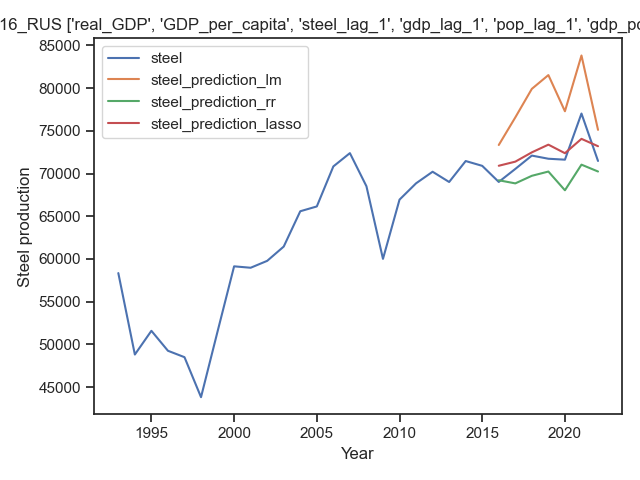 16_RUS ['real_GDP', 'GDP_per_capita', 'steel_lag_1', 'gdp_lag_1', 'pop_lag_1', 'gdp_pc
85000
80000
75000
70000
65000
60000
55000
50000
45000
Steel production
steel
steel_prediction_lm
steel_prediction_rr
steel_prediction_lasso
1995 2000 2005 2010 2015 2020
Year